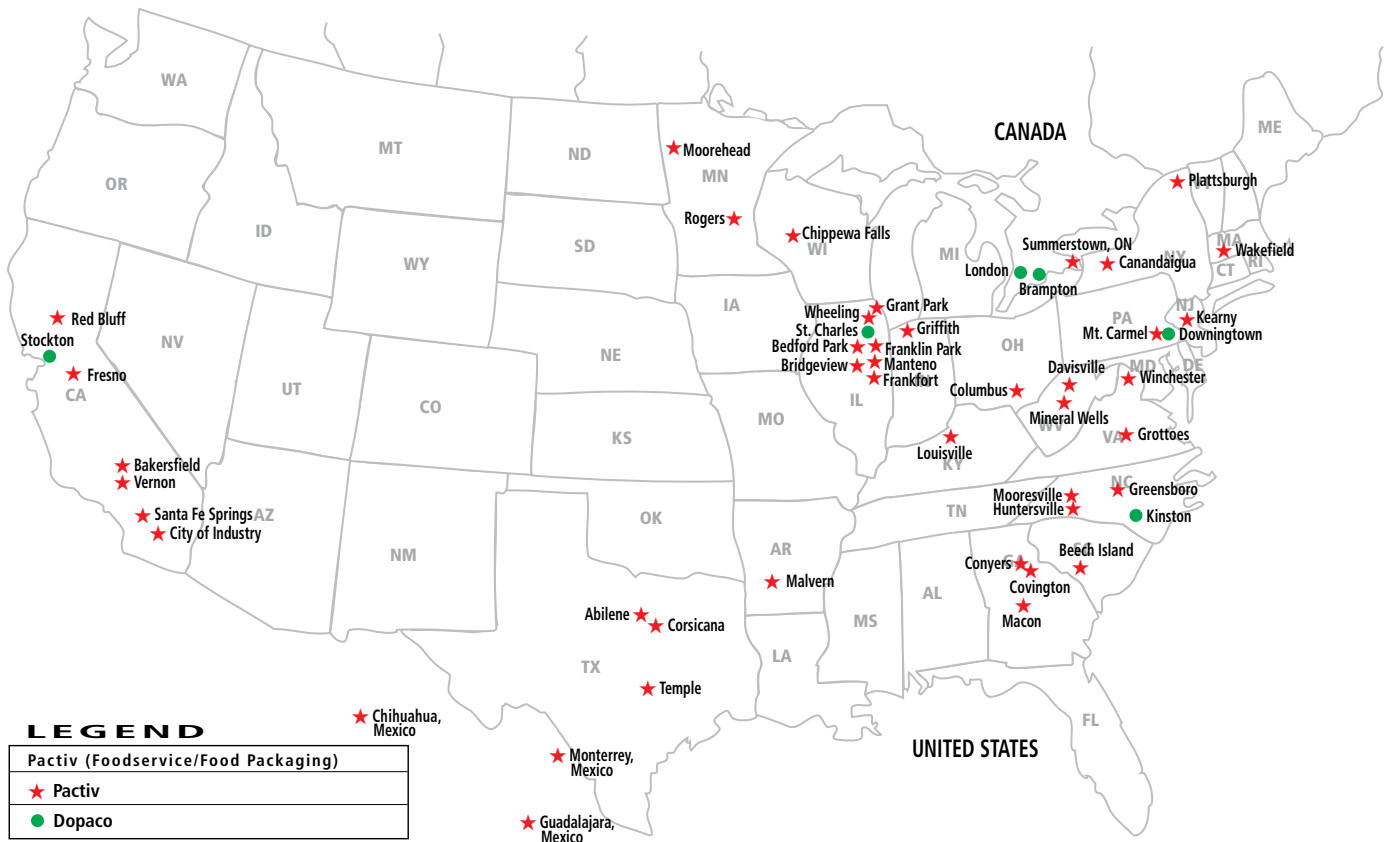 WA
MT
ND
MN
Moorehead
CANADA
ME
OR
ID
WY
SD
Rogers
WI
Chippewa Falls
MI
Plattsburgh
Summerstown, ON
London
Brampton
Canandaigua
NY
MA
Wakefield
CT
RI
Red Bluff
Stockton
Fresno
CA
NV
UT
CO
NE
IA
Wheeling
Grant Park
St. Charles
Griffith
Bedford Park
Franklin Park
Bridgeview
Manteno
Frankfort
IL
OH
PA
NJ
Kearny
Mt. Carmel
Downingtown
MD
DE
Davisville
Winchester
Columbus
Mineral Wells
WV
VA
Grottoes
KS
MO
Louisville
KY
Bakersfield
Vernon
Santa Fe Springs
City of Industry
AZ
NM
OK
AR
Malvern
TN
Mooresville
Huntersville
NC
Greensboro
Kinston
Beech Island
SC
Conyers
GA
Covington
Macon
Abilene
Corsicana
TX
Temple
LA
MS
AL
FL
Chihuahua,
Mexico
Monterrey,
Mexico
Guadalajara,
Mexico
UNITED STATES
LEGEND
Pactiv (Foodservice/Food Packaging)
Pactiv
Dopaco